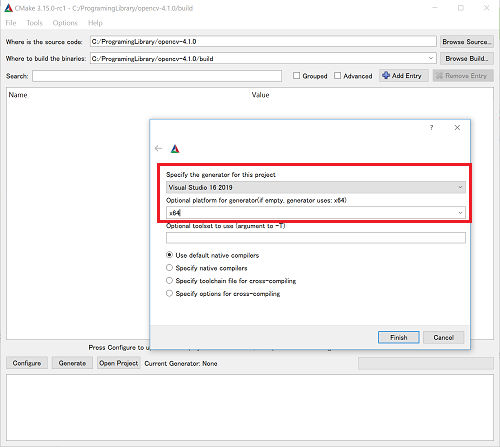 CMake 3.15.0-rc1 - C:/ProgramingLibrary/opencv-4.1.0/build
File Tools Options Help
Where is the source code: C:/ProgramingLibrary/opencv-4.1.0 Browse Source...
Where to build the binaries: C:/ProgramingLibrary/opencv-4.1.0/build Browse Build...
Search: Grouped Advanced Add Entry Remove Entry
Name Value
?
Specify the generator for this project
Visual Studio 16 2019
Optional platform for generator(if empty, generator uses: x64)
x64
Optional toolset to use (argument to -T)
Use default native compilers
Specify native compilers
Specify toolchain file for cross-compiling
Specify options for cross-compiling
Finish Cancel
Press Configure to
Configure Generate Open Project Current Generator: None